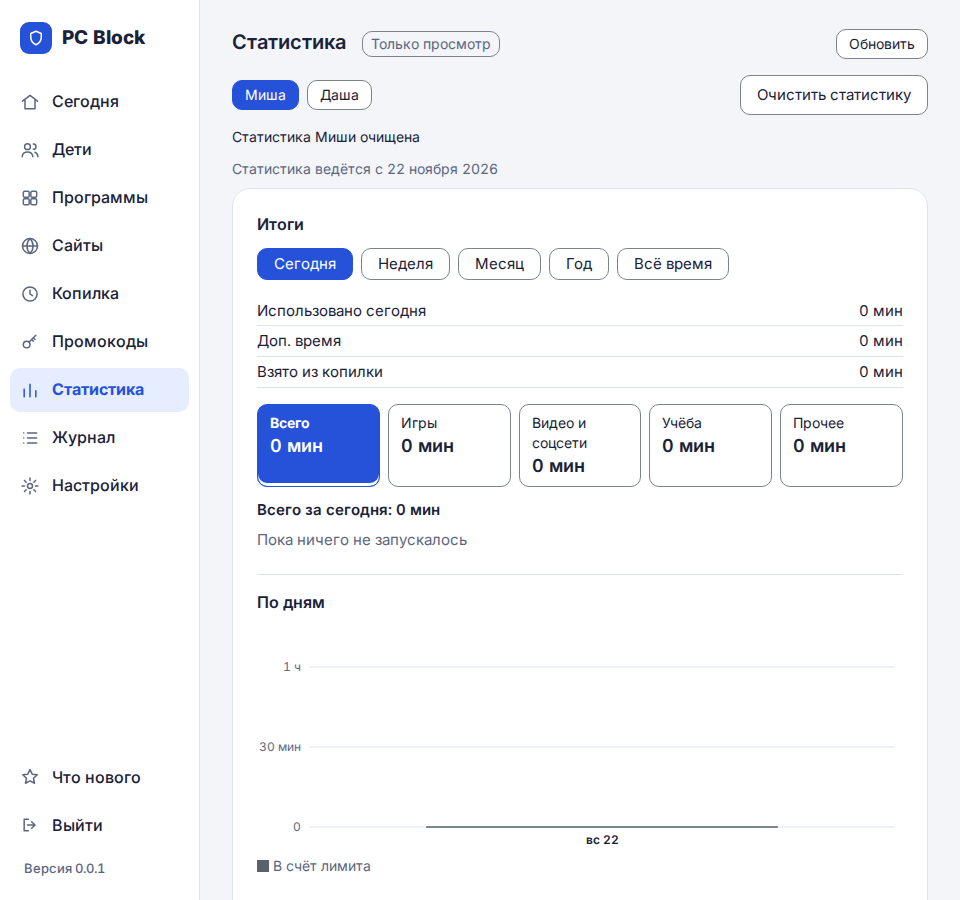 PC Block
Сегодня
Дети
Программы
Сайты
Копилка
Промокоды
Статистика
Журнал
Настройки
Что нового
Выйти
Версия 0.0.1
Статистика Только просмотр Обновить
Миша Даша Очистить статистику
Статистика Миши очищена
Статистика ведётся с 22 ноября 2026
Итоги
Сегодня Неделя Месяц Год Всё время
Использовано сегодня 0 мин
Доп. время 0 мин
Взято из копилки 0 мин
Всего
0 мин
Игры
0 мин
Видео и
соцсети
0 мин
Учёба
0 мин
Прочее
0 мин
Всего за сегодня: 0 мин
Пока ничего не запускалось
По дням
1 ч
30 мин
0
вс 22
В счёт лимита